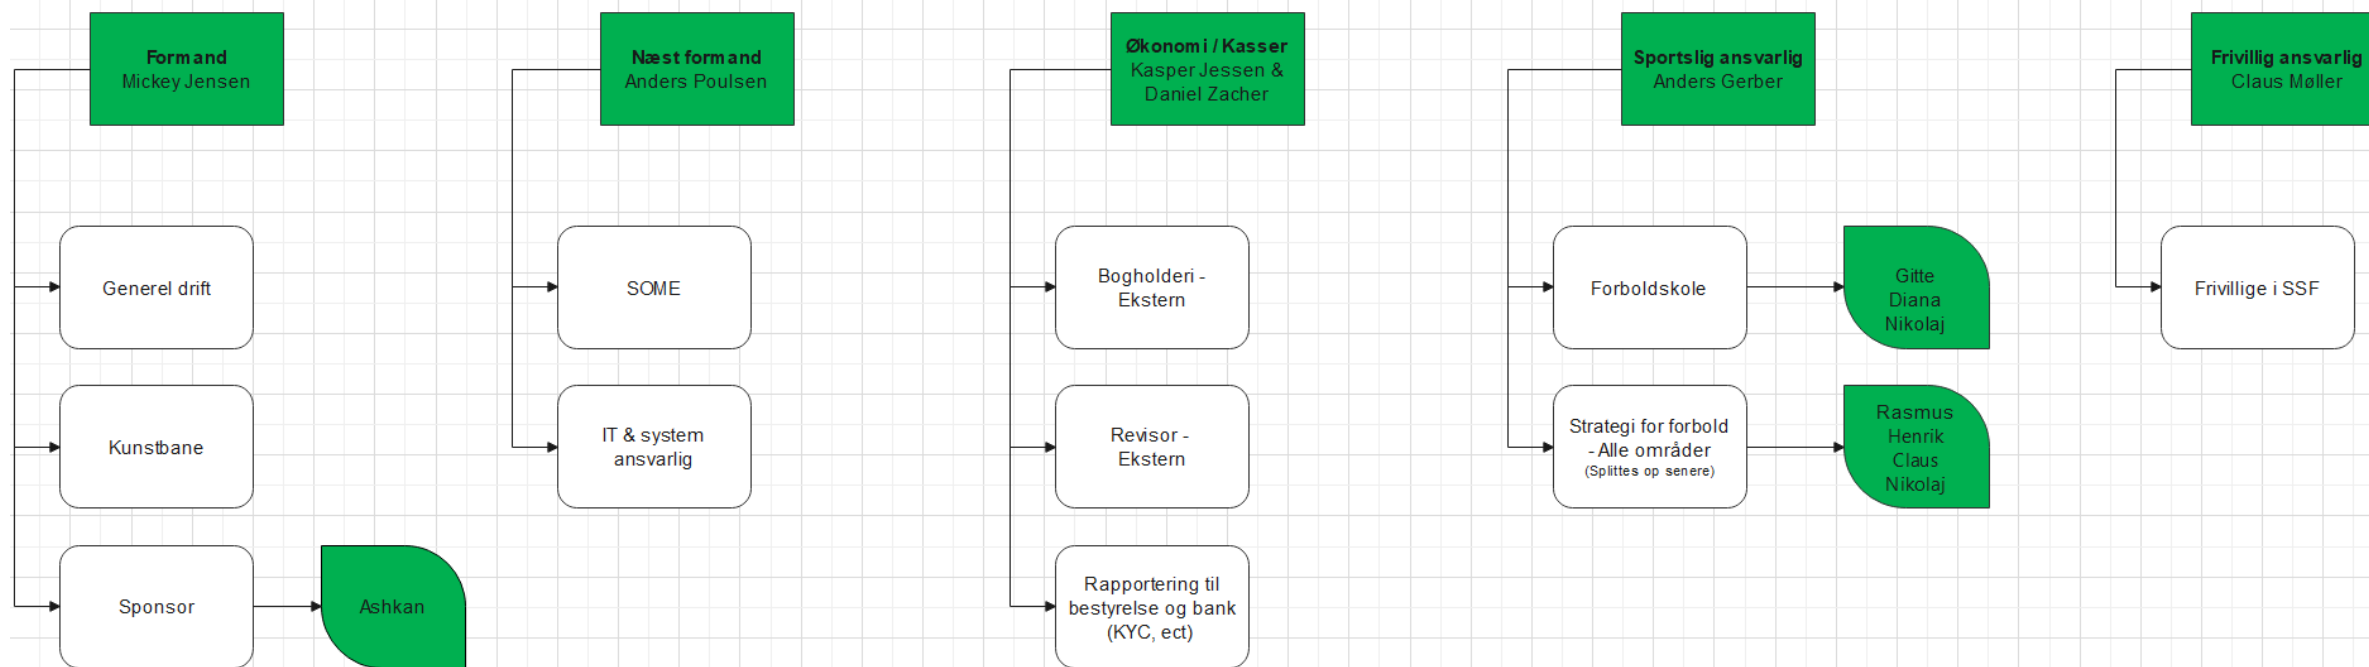 Formand
Mickey Jensen
Næst formand
Anders Poulsen
Økonomi / Kasser
Kasper Jessen &
Daniel Zacher
Sportslig ansvarlig
Anders Gerber
Frivillig ansvarlig
Claus Møller
Generel drift
SOME
Bogholderi -
Ekstern
Forboldskole
Gitte
Diana
Nikolaj
Frivillige i SSF
Kunstbane
IT & system
ansvarlig
Revisor -
Ekstern
Strategi for forbold
- Alle områder
(Splittes op senere)
Rasmus
Henrik
Claus
Nikolaj
Sponsor
Ashkan
Rapportering til
bestyrelse og bank
(KYC, ect)